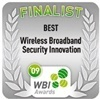 FINALIST
BEST
Wireless Broadband
Security Innovation
09
WBI
Awards